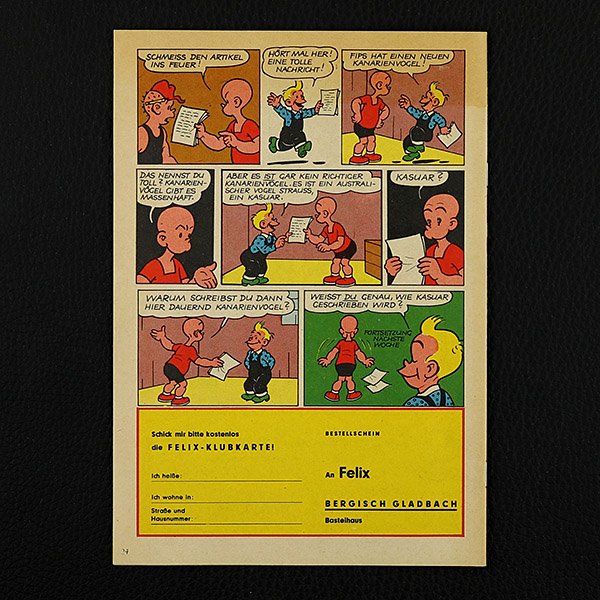 SCHMEISS DEN ARTIKEL
INS FEUER!
HÖRT MAL HER!
EINE TOLLE
NACHRICHT!
FIPS HAT EINEN NEUEN
KANARIENVOGEL!
DAS NENNST DU
TOLL? KANARIEN-
VÖGEL GIBT ES
MASSENHAFT.
ABER ES IST GAR KEIN RICHTIGER
KANARIENVOGEL. ES IST EIN AUSTRALI-
SCHER VOGEL STRAUSS,
EIN KASUAR.
KASUAR?
WARUM SCHREIBST DU DANN
HIER DAUERND KANARIENVOGEL?
WEISST DU GENAU, WIE KASUAR
GESCHRIEBEN WIRD?
FORTSETZUNG
NÄCHSTE
WOCHE
Schick mir bitte kostenlos
die FELIX-KLUBKARTE!
Ich heiße:
Ich wohne in:
Straße und
Hausnummer:
BESTELLSCHEIN
An Felix
BERGISCH GLADBACH
Bastelhaus
24